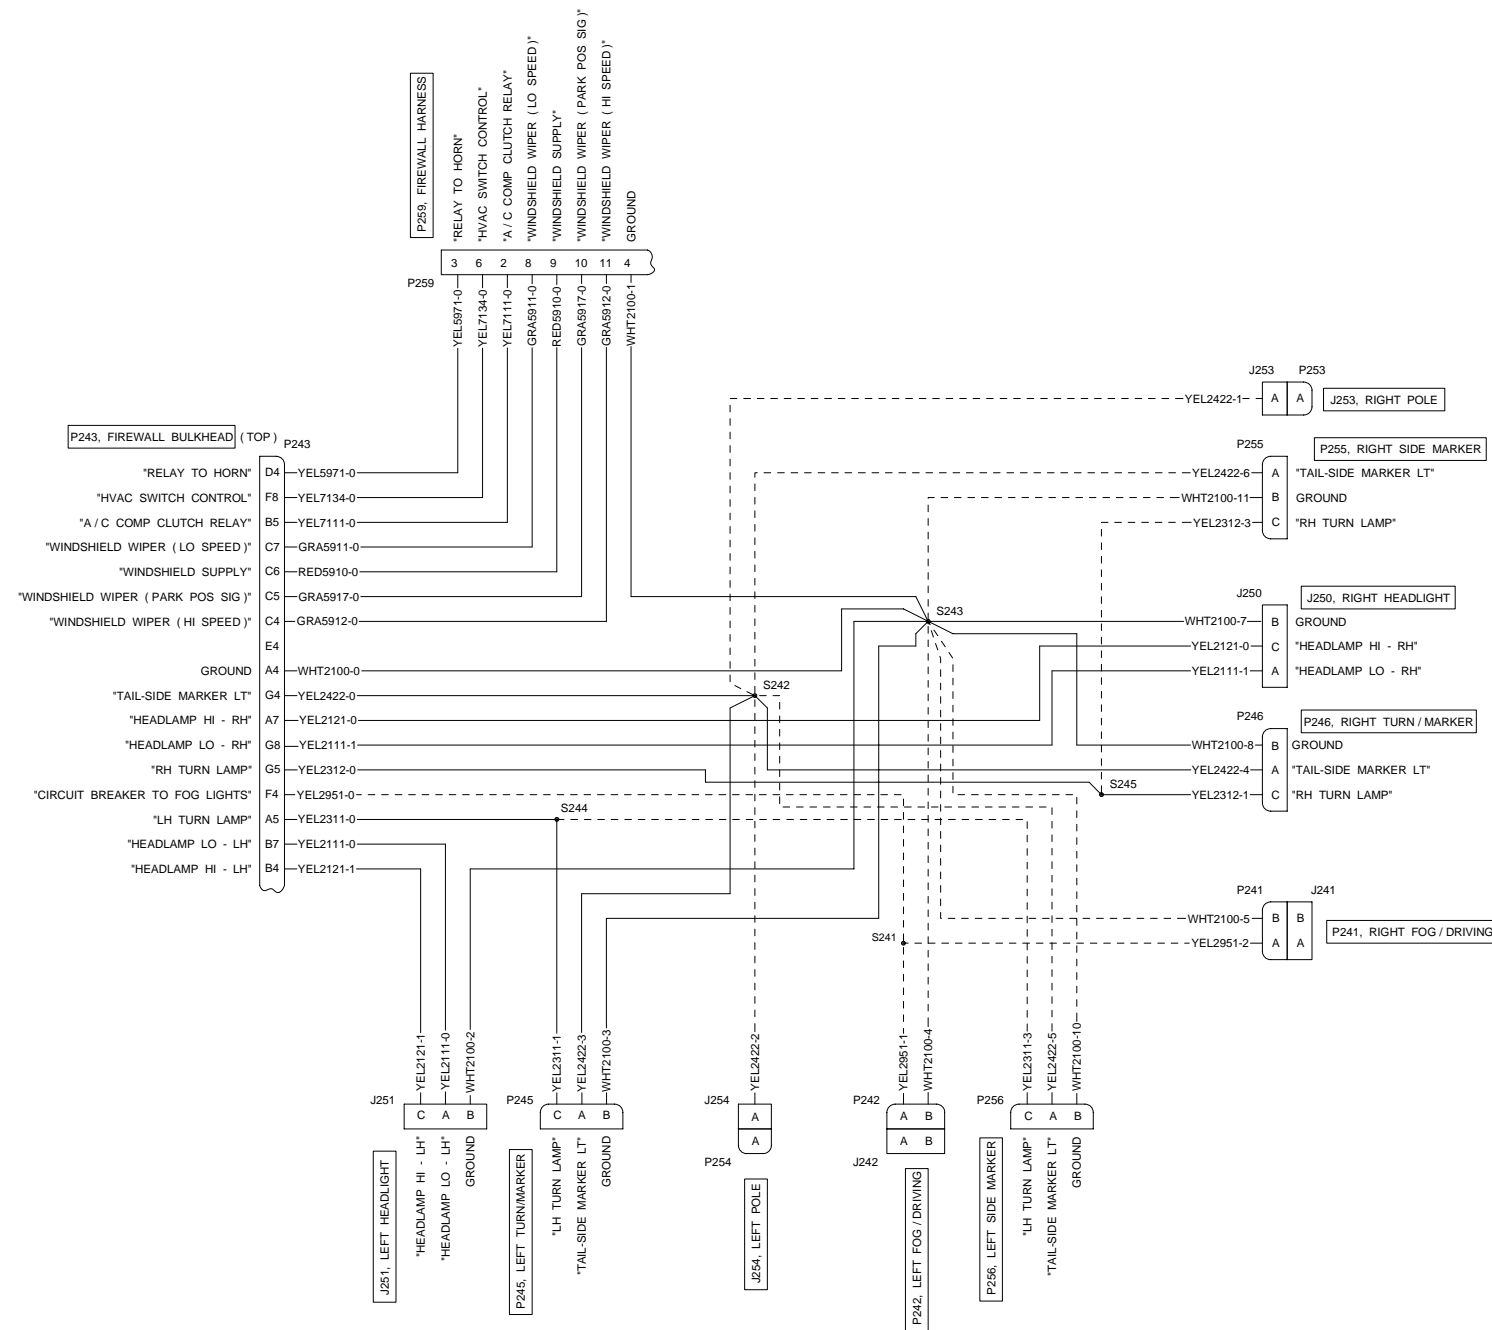 P259, FIREWALL HARNESS
"RELAY TO HORN"
"HVAC SWITCH CONTROL"
"A / C COMP CLUTCH RELAY"
"WINDSHIELD WIPER ( LO SPEED )"
"WINDSHIELD SUPPLY"
"WINDSHIELD WIPER ( PARK POS SIG )"
"WINDSHIELD WIPER ( HI SPEED )"
GROUND
3 6 2 8 9 10 11 4
P259
YEL5971-0
YEL7134-0
YEL7111-0
GRA5911-0
RED5910-0
GRA5917-0
GRA5912-0
WHT2100-1
P243, FIREWALL BULKHEAD ( TOP ) P243
"RELAY TO HORN" D4 YEL5971-0
"HVAC SWITCH CONTROL" F8 YEL7134-0
"A / C COMP CLUTCH RELAY" B5 YEL7111-0
"WINDSHIELD WIPER ( LO SPEED )" C7 GRA5911-0
"WINDSHIELD SUPPLY" C6 RED5910-0
"WINDSHIELD WIPER ( PARK POS SIG )" C5 GRA5917-0
"WINDSHIELD WIPER ( HI SPEED )" C4 GRA5912-0
E4
GROUND A4 WHT2100-0
"TAIL-SIDE MARKER LT" G4 YEL2422-0
"HEADLAMP HI - RH" A7 YEL2121-0
"HEADLAMP LO - RH" G8 YEL2111-1
"RH TURN LAMP" G5 YEL2312-0
"CIRCUIT BREAKER TO FOG LIGHTS" F4 YEL2951-0
"LH TURN LAMP" A5 YEL2311-0
"HEADLAMP LO - LH" B7 YEL2111-0
"HEADLAMP HI - LH" B4 YEL2121-1
S243
S242
S245
S244
S241
J253 P253
YEL2422-1 A A
J253, RIGHT POLE
P255
P255, RIGHT SIDE MARKER
YEL2422-6 A "TAIL-SIDE MARKER LT"
WHT2100-11 B GROUND
YEL2312-3 C "RH TURN LAMP"
J250
J250, RIGHT HEADLIGHT
WHT2100-7 B GROUND
YEL2121-0 C "HEADLAMP HI - RH"
YEL2111-1 A "HEADLAMP LO - RH"
P246
P246, RIGHT TURN / MARKER
WHT2100-8 B GROUND
YEL2422-4 A "TAIL-SIDE MARKER LT"
YEL2312-1 C "RH TURN LAMP"
P241 J241
WHT2100-5 B B
YEL2951-2 A A
P241, RIGHT FOG / DRIVING
YEL2121-1
YEL2111-0
WHT2100-2
J251
C A B
J251, LEFT HEADLIGHT
"HEADLAMP HI - LH"
"HEADLAMP LO - LH"
GROUND
YEL2311-1
YEL2422-3
WHT2100-3
P245
C A B
P245, LEFT TURN/MARKER
"LH TURN LAMP"
"TAIL-SIDE MARKER LT"
GROUND
YEL2422-2
J254
A
A
P254
J254, LEFT POLE
YEL2951-1
WHT2100-4
P242
A B
A B
J242
P242, LEFT FOG / DRIVING
YEL2311-3
YEL2422-5
WHT2100-10
P256
C A B
P256, LEFT SIDE MARKER
"LH TURN LAMP"
"TAIL-SIDE MARKER LT"
GROUND